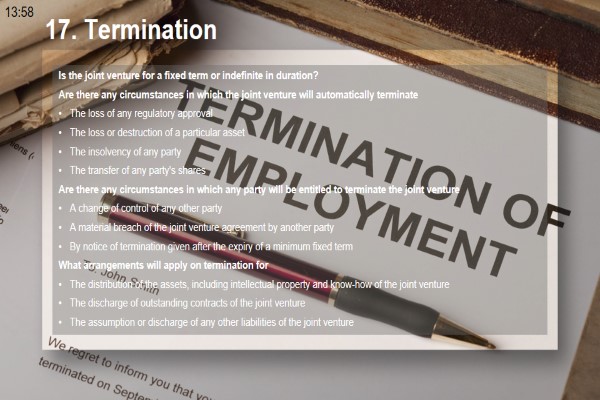 13:58
17. Termination
Is the joint venture for a fixed term or indefinite in duration?
Are there any circumstances in which the joint venture will automatically terminate
• The loss of any regulatory approval
• The loss or destruction of a particular asset
• The insolvency of any party
• The transfer of any party's shares
Are there any circumstances in which any party will be entitled to terminate the joint venture
• A change of control of any other party
• A material breach of the joint venture agreement by another party
• By notice of termination given after the expiry of a minimum fixed term
What arrangements will apply on termination for
• The distribution of the assets, including intellectual property and know-how of the joint venture
• The discharge of outstanding contracts of the joint venture
• The assumption or discharge of any other liabilities of the joint venture
TERMINATION OF
EMPLOYMENT
To: John Smith
We regret to inform you that you
terminated on